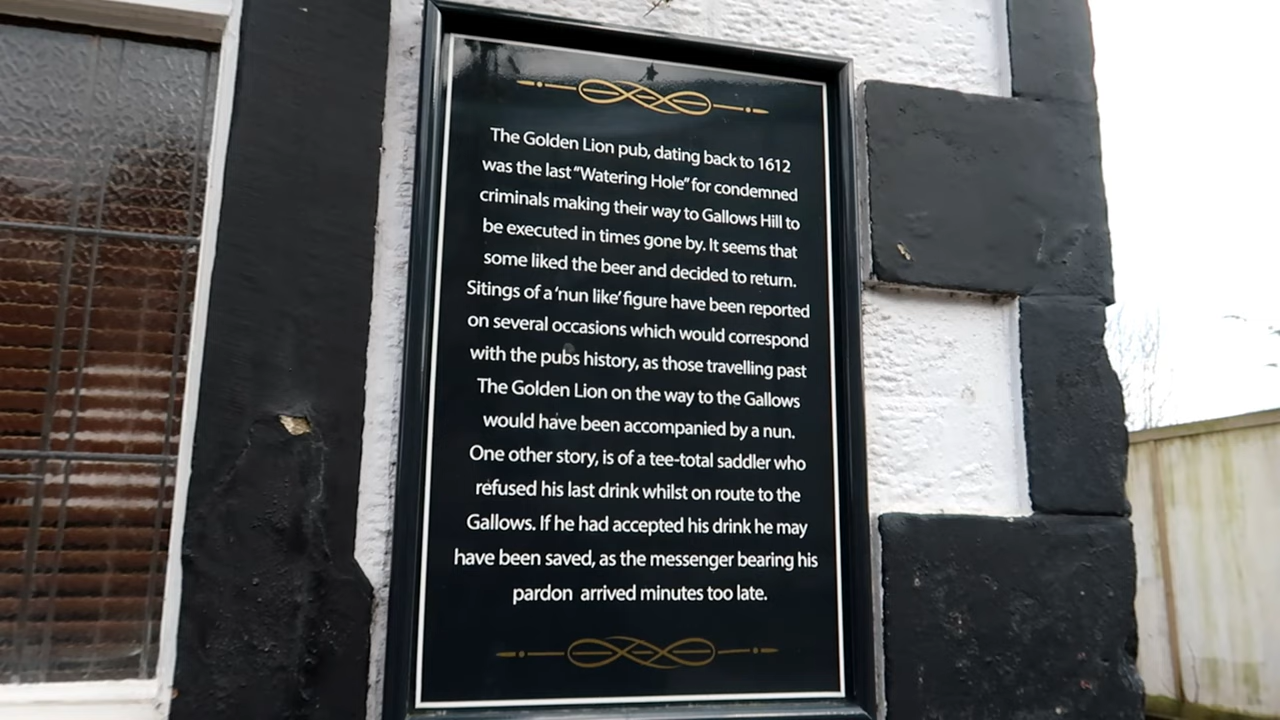 The Golden Lion pub, dating back to 1612
was the last "Watering Hole" for condemned
criminals making their way to Gallows Hill to
be executed in times gone by. It seems that
some liked the beer and decided to return.
Sitings of a 'nun like' figure have been reported
on several occasions which would correspond
with the pubs history, as those travelling past
The Golden Lion on the way to the Gallows
would have been accompanied by a nun.
One other story, is of a tee-total saddler who
refused his last drink whilst on route to the
Gallows. If he had accepted his drink he may
have been saved, as the messenger bearing his
pardon arrived minutes too late.